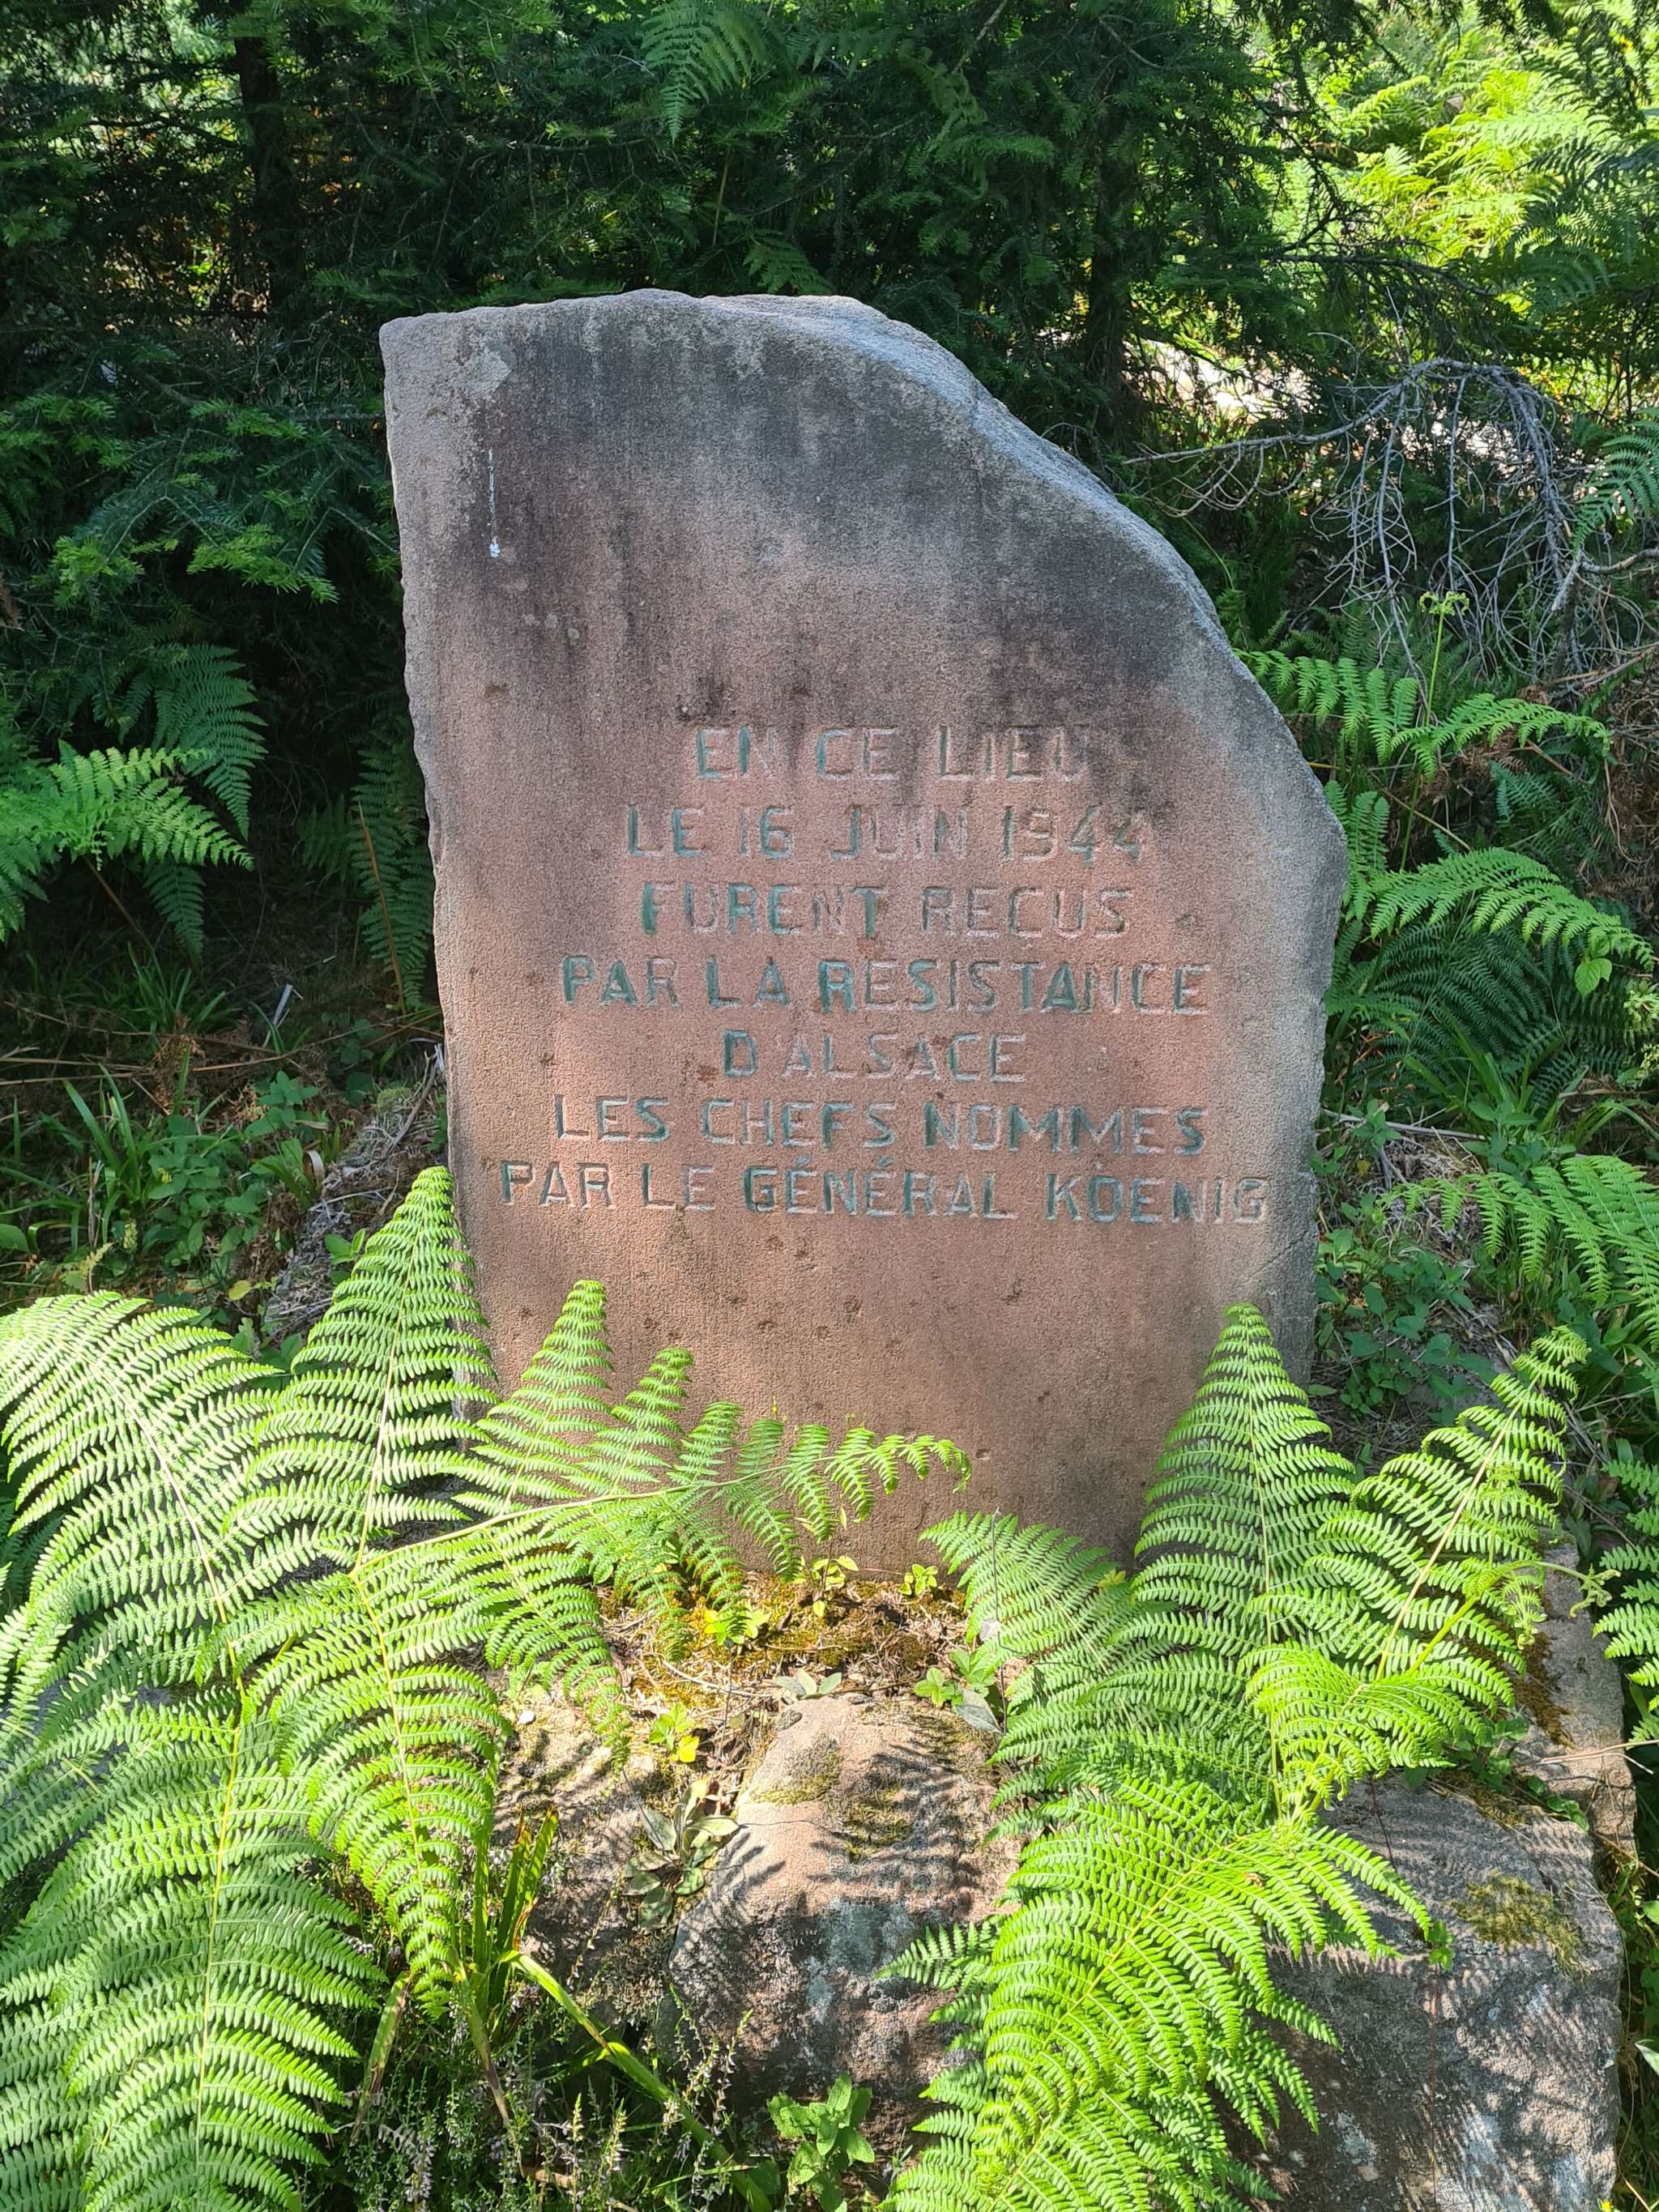 EN CE LIEU
LE 16 JUIN 1944
FURENT REÇUS
PAR LA RESISTANCE
D'ALSACE
LES CHEFS NOMMES
PAR LE GÉNÉRAL KOENIG